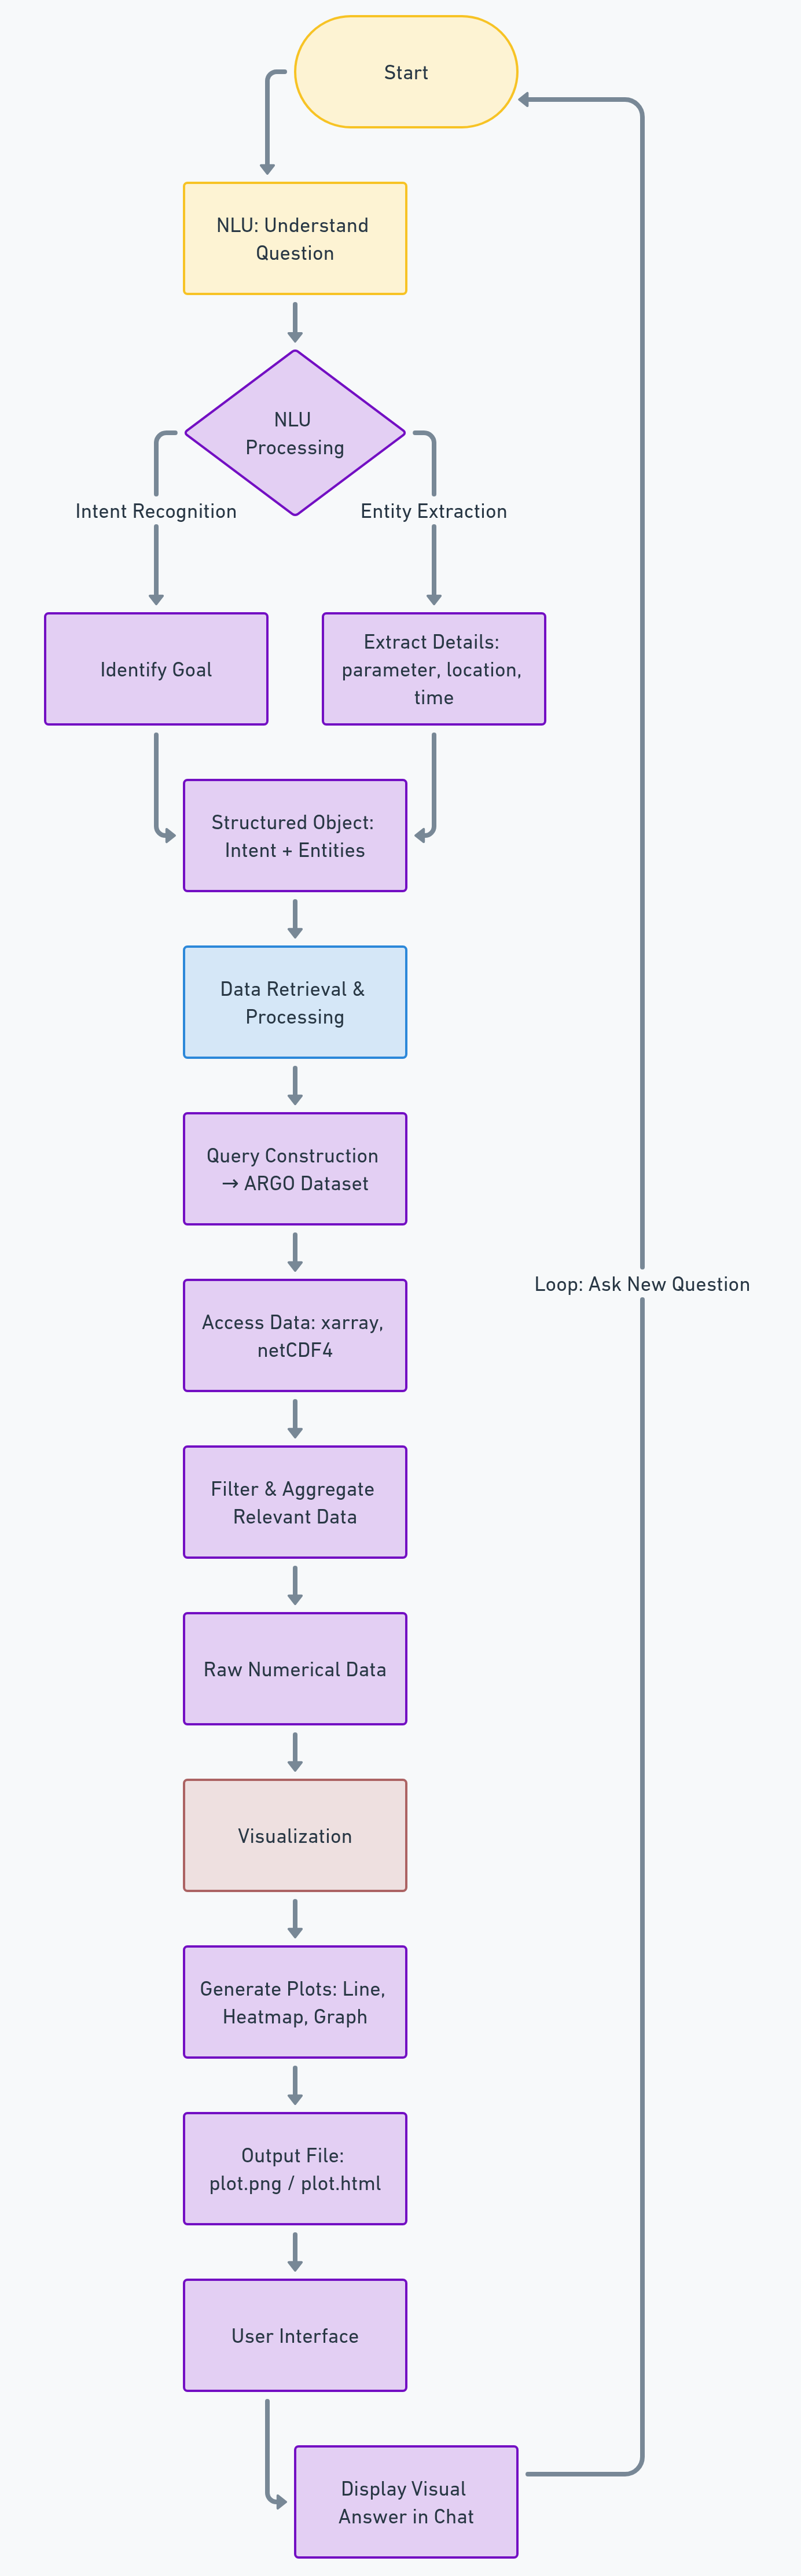 Start
NLU: Understand
Question
NLU
Processing
Intent Recognition
Entity Extraction
Identify Goal
Extract Details:
parameter, location,
time
Structured Object:
Intent + Entities
Data Retrieval &
Processing
Query Construction
→ ARGO Dataset
Loop: Ask New Question
Access Data: xarray,
netCDF4
Filter & Aggregate
Relevant Data
Raw Numerical Data
Visualization
Generate Plots: Line,
Heatmap, Graph
Output File:
plot.png / plot.html
User Interface
Display Visual
Answer in Chat